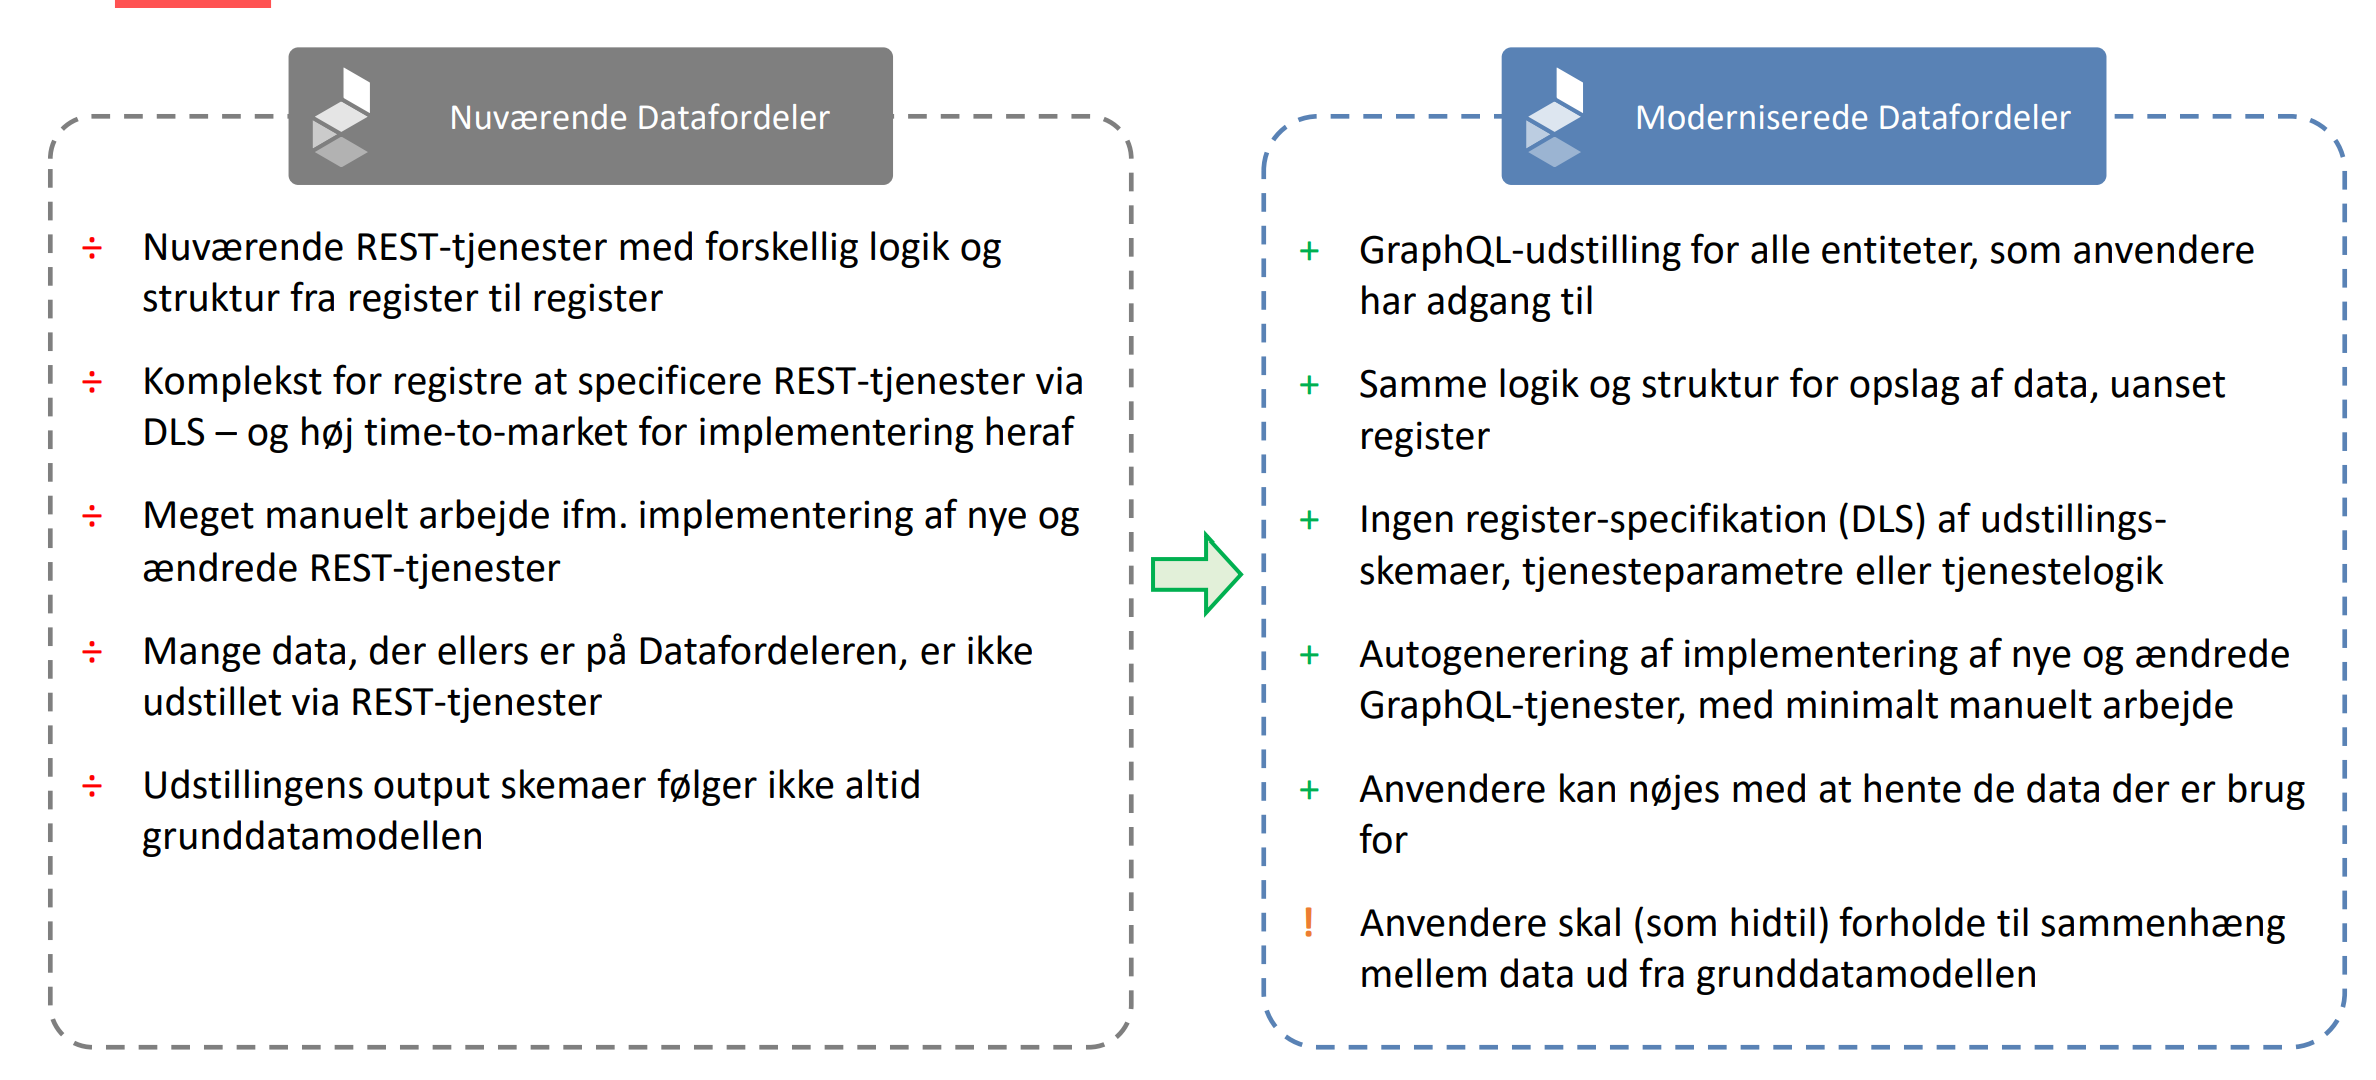 Nuværende Datafordeler
÷ Nuværende REST-tjenester med forskellig logik og
struktur fra register til register
÷ Komplekst for registre at specificere REST-tjenester via
DLS – og høj time-to-market for implementering heraf
÷ Meget manuelt arbejde ifm. implementering af nye og
ændrede REST-tjenester
÷ Mange data, der ellers er på Datafordeleren, er ikke
udstillet via REST-tjenester
÷ Udstillingens output skemaer følger ikke altid
grunddatamodellen
Moderniserede Datafordeler
+ GraphQL-udstilling for alle entiteter, som anvendere
har adgang til
+ Samme logik og struktur for opslag af data, uanset
register
+ Ingen register-specifikation (DLS) af udstillings-
skemaer, tjenesteparametre eller tjenestelogik
+ Autogenerering af implementering af nye og ændrede
GraphQL-tjenester, med minimalt manuelt arbejde
+ Anvendere kan nøjes med at hente de data der er brug
for
! Anvendere skal (som hidtil) forholde til sammenhæng
mellem data ud fra grunddatamodellen